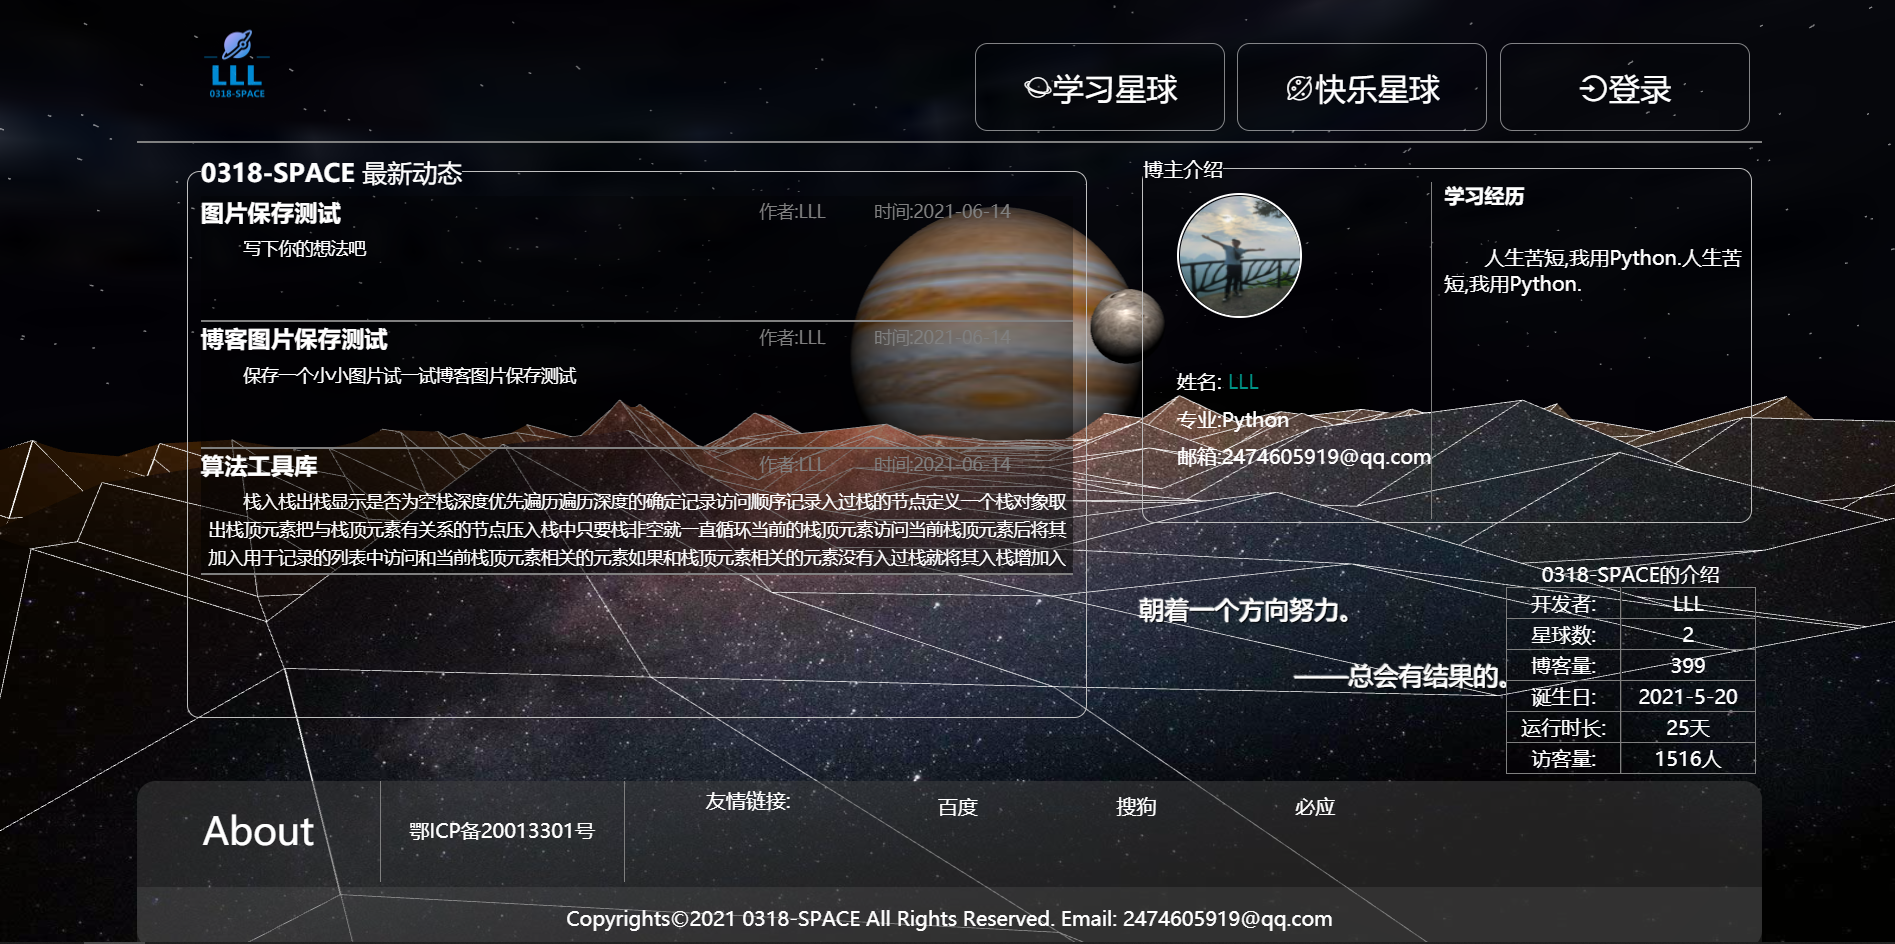 LLL
0318-SPACE
学习星球
快乐星球
登录
0318-SPACE 最新动态
图片保存测试 作者:LLL 时间:2021-06-14
写下你的想法吧
博客图片保存测试 作者:LLL 时间:2021-06-14
保存一个小小图片试一试博客图片保存测试
算法工具库 作者:LLL 时间:2021-06-14
栈入栈出栈显示是否为空栈深度优先遍历遍历深度的确定记录访问顺序记录入过栈的节点定义一个栈对象取
出栈顶元素把与栈顶元素有关系的节点压入栈中只要栈非空就一直循环当前的栈顶元素访问当前栈顶元素后将其
加入用于记录的列表中访问和当前栈顶元素相关的元素如果和栈顶元素相关的元素没有入过栈就将其入栈增加入
博主介绍
姓名: LLL
专业:Python
邮箱:2474605919@qq.com
学习经历
人生苦短,我用Python.人生苦
短,我用Python.
朝着一个方向努力。
——总会有结果的。
0318-SPACE的介绍
开发者: LLL
星球数: 2
博客量: 399
诞生日: 2021-5-20
运行时长: 25天
访客量: 1516人
About
鄂ICP备20013301号
友情链接:
百度
搜狗
必应
Copyrights©2021 0318-SPACE All Rights Reserved. Email: 2474605919@qq.com